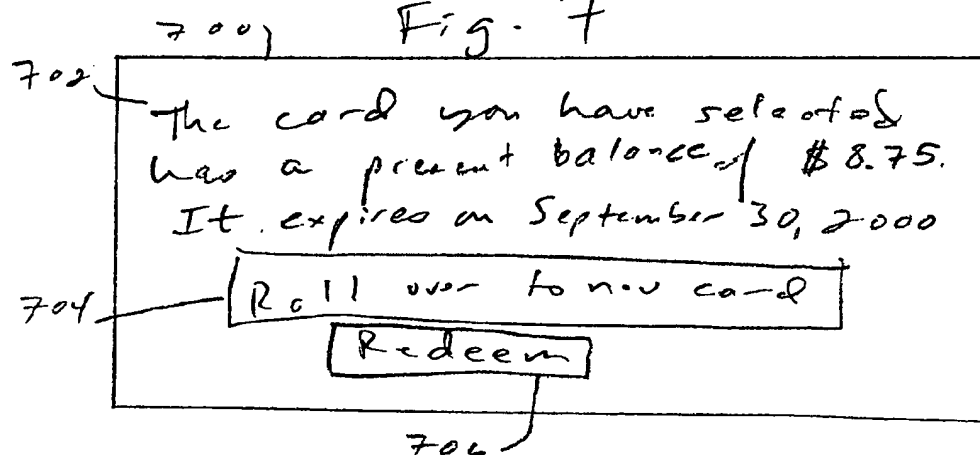 Fig. 7
700
702
The card you have selected
has a present balance of $8.75.
It expires on September 30, 2000
704
Roll over to new card
Redeem
706